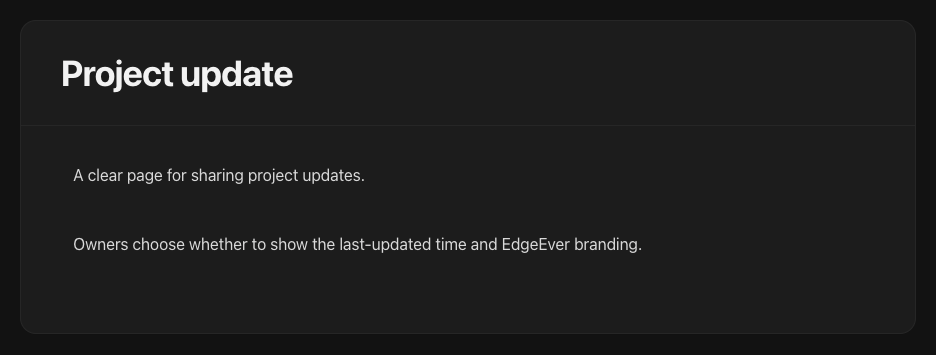 Project update
A clear page for sharing project updates.
Owners choose whether to show the last-updated time and EdgeEver branding.